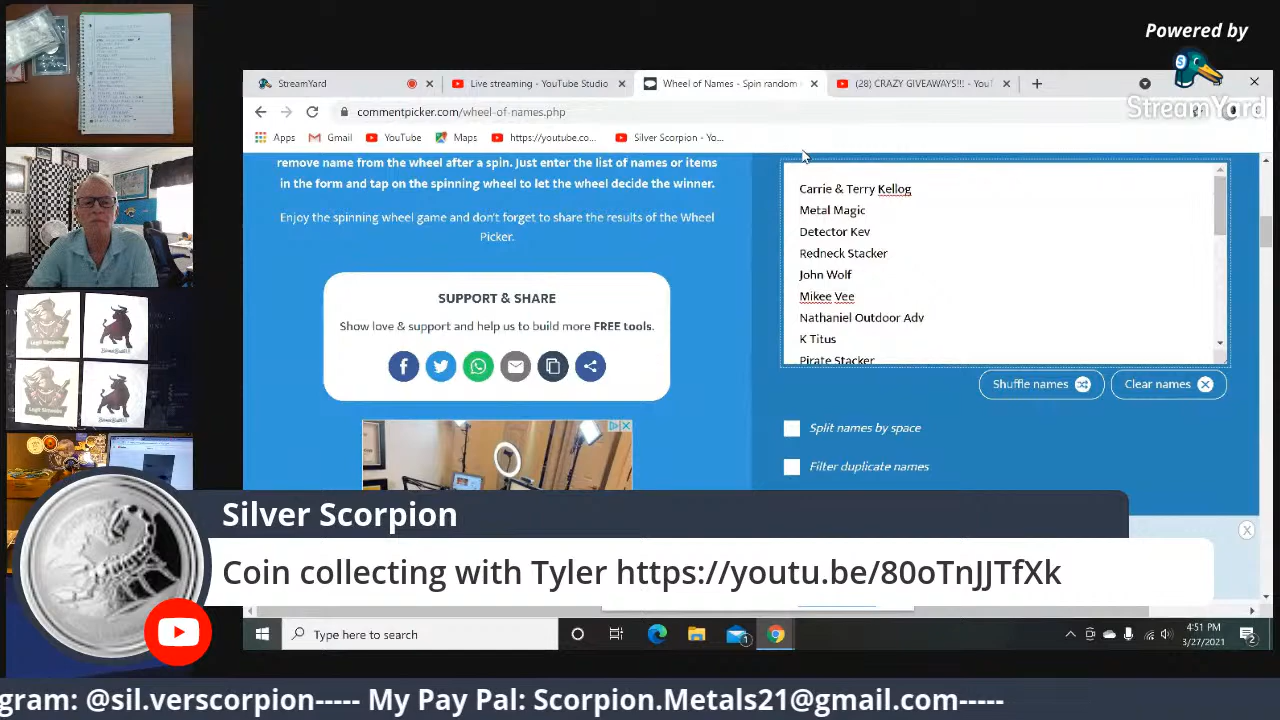 Powered by
StreamYard
StreamYard
Live streaming - YouTube Studio
Wheel of Names - Spin random
(28) CRAZY GIVEAWAYS - YouT
commentpicker.com/wheel-of-names.php
Apps
Gmail
YouTube
Maps
https://youtube.co...
Silver Scorpion - Yo...
remove name from the wheel after a spin. Just enter the list of names or items
in the form and tap on the spinning wheel to let the wheel decide the winner.
Enjoy the spinning wheel game and don't forget to share the results of the Wheel
Picker.
SUPPORT & SHARE
Show love & support and help us to build more FREE tools.
Carrie & Terry Kellog
Metal Magic
Detector Kev
Redneck Stacker
John Wolf
Mikee Vee
Nathaniel Outdoor Adv
K Titus
Pirate Stacker
Shuffle names
Clear names
Split names by space
Filter duplicate names
Silver Scorpion
Coin collecting with Tyler https://youtu.be/80oTnJJTfXk
Type here to search
4:51 PM
3/27/2021
gram: @sil.verscorpion----- My Pay Pal: Scorpion.Metals21@gmail.com-----